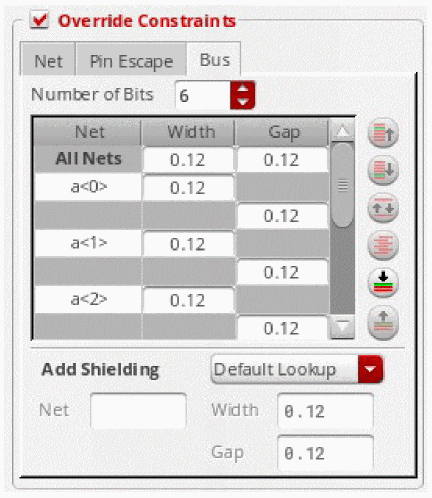 Override Constraints
Net Pin Escape Bus
Number of Bits 6
Net Width Gap
All Nets 0.12 0.12
a<0> 0.12
0.12
a<1> 0.12
0.12
a<2> 0.12
0.12
Add Shielding Default Lookup
Net Width 0.12
Gap 0.12